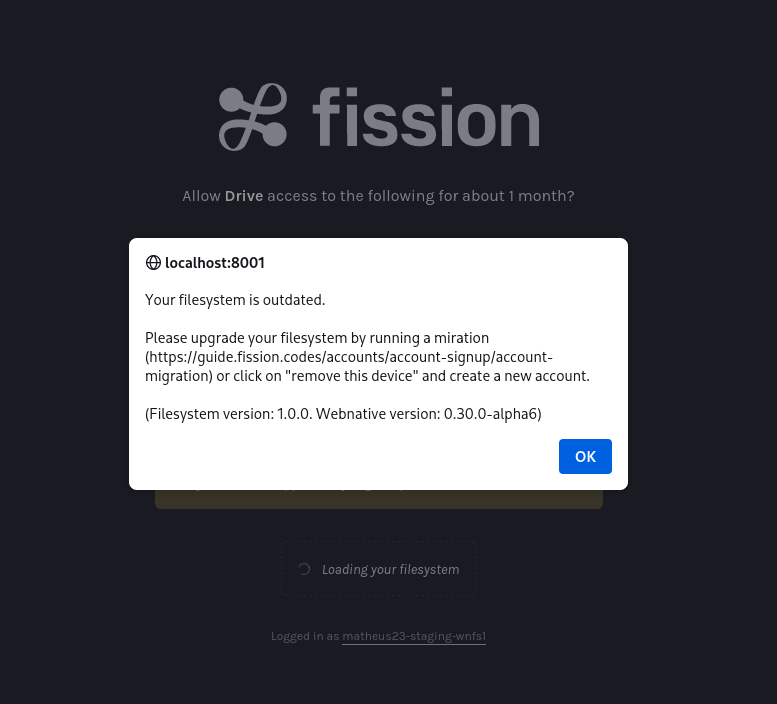 fission
Allow Drive access to the following for about 1 month?
localhost:8001
Your filesystem is outdated.
Please upgrade your filesystem by running a miration
(https://guide.fission.codes/accounts/account-signup/account-
migration) or click on "remove this device" and create a new account.
(Filesystem version: 1.0.0. Webnative version: 0.30.0-alpha6)
OK
Loading your filesystem
Logged in as matheus23-staging-wnfs1